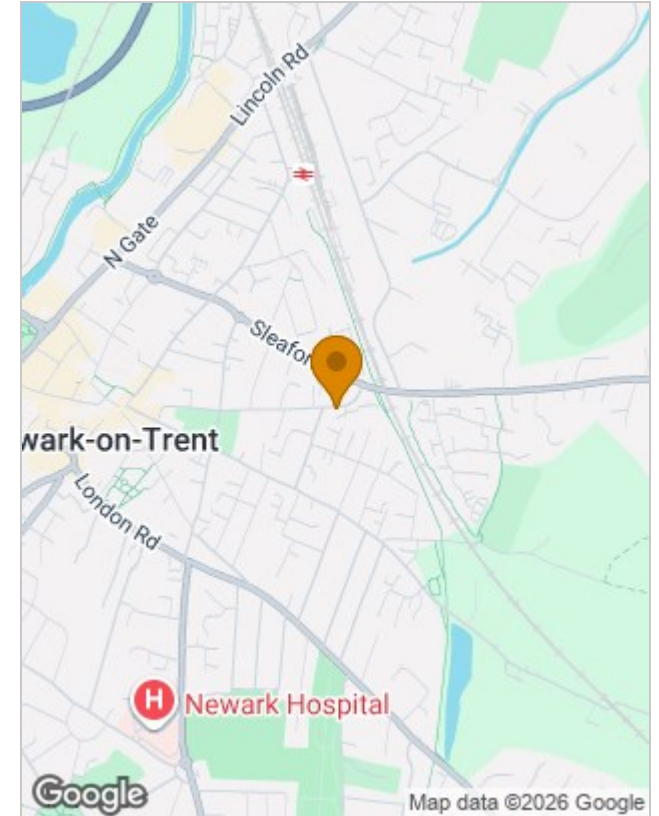 Lincoln Rd
N Gate
Sleafor
wark-on-Trent
London Rd
H
Newark Hospital
Google
Map data ©2026 Google